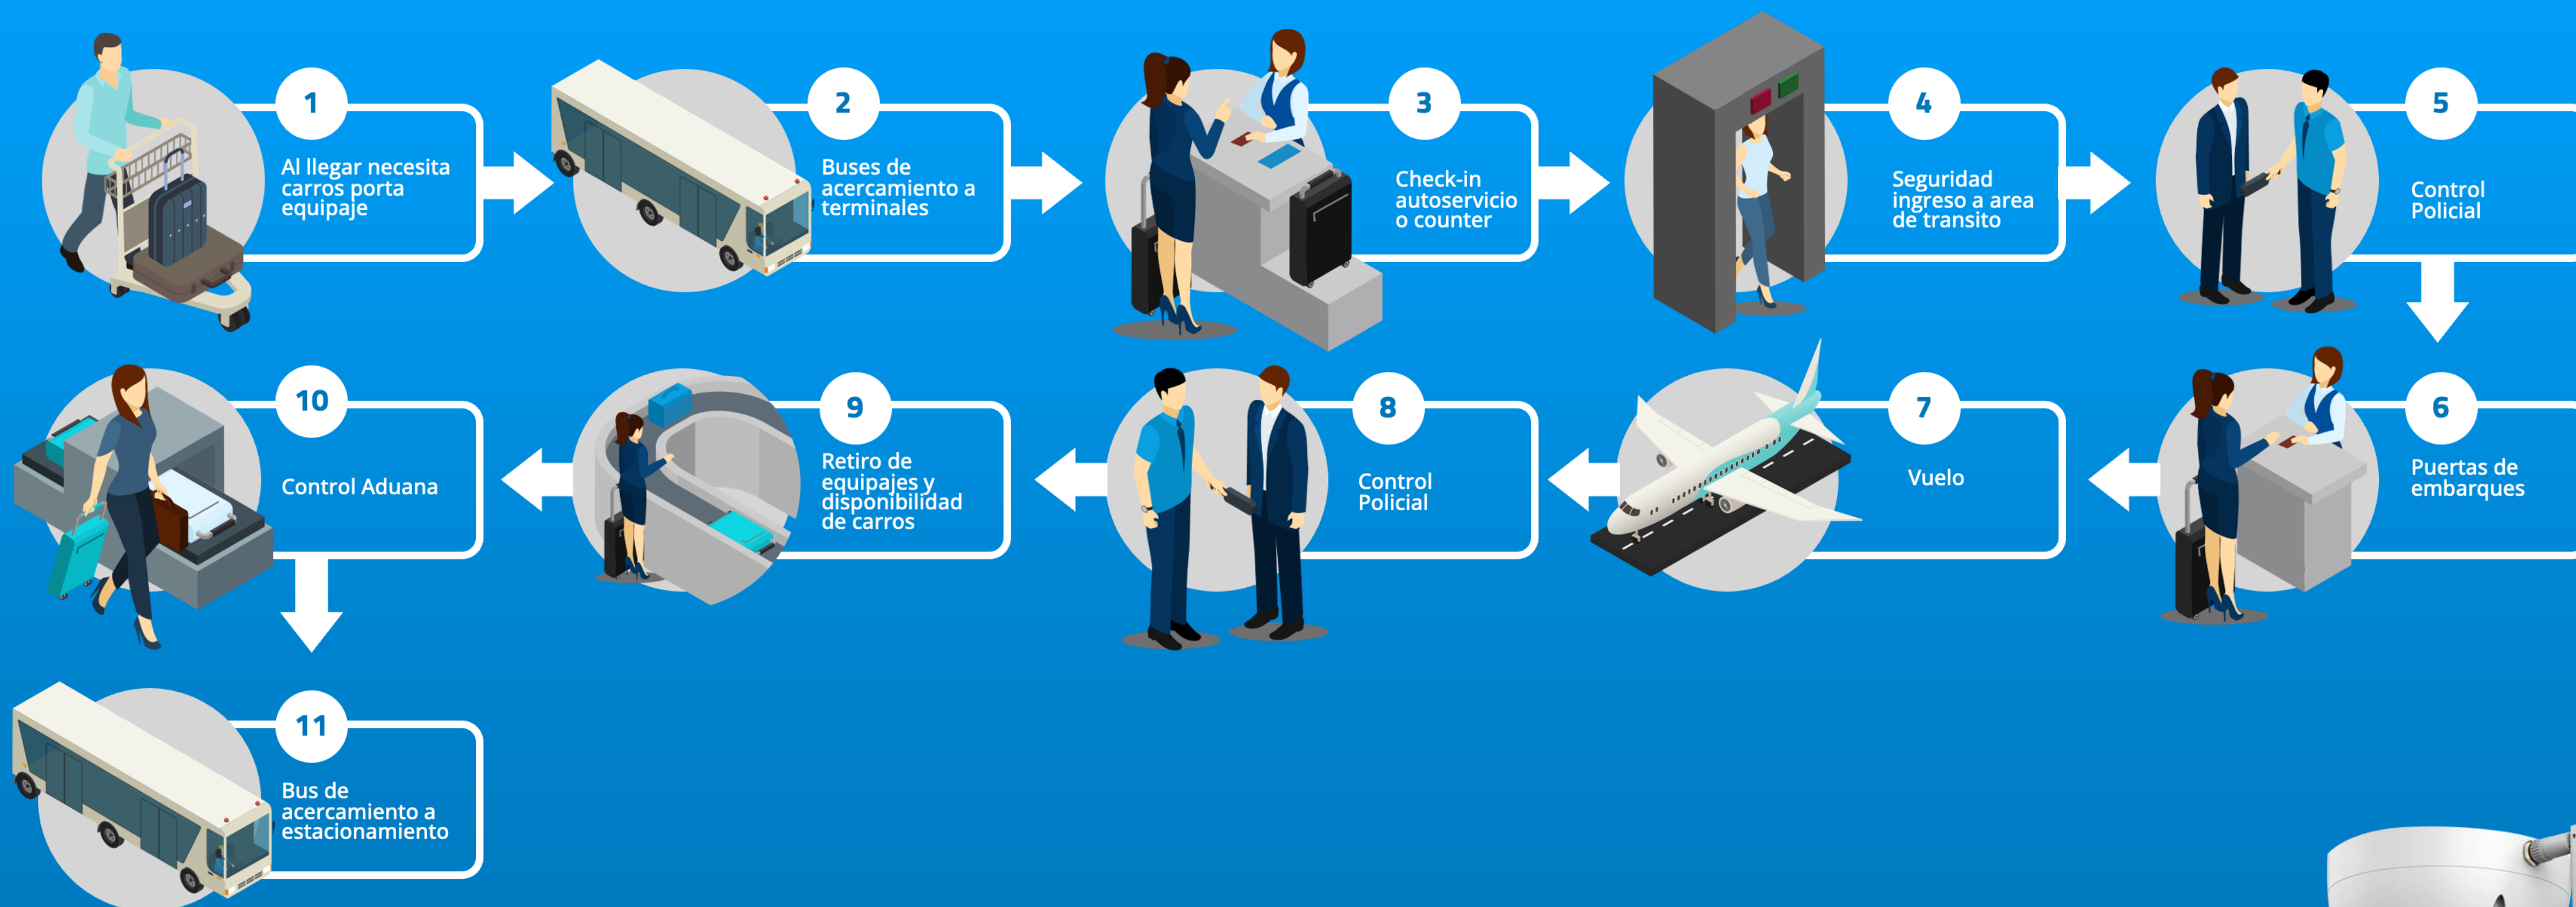 1
Al llegar necesita
carros porta
equipaje
2
Buses de
acercamiento a
terminales
3
Check-in
autoservicio
o counter
4
Seguridad
ingreso a area
de transito
5
Control
Policial
6
Puertas de
embarques
7
Vuelo
8
Control
Policial
9
Retiro de
equipajes y
disponibilidad
de carros
10
Control Aduana
11
Bus de
acercamiento a
estacionamiento